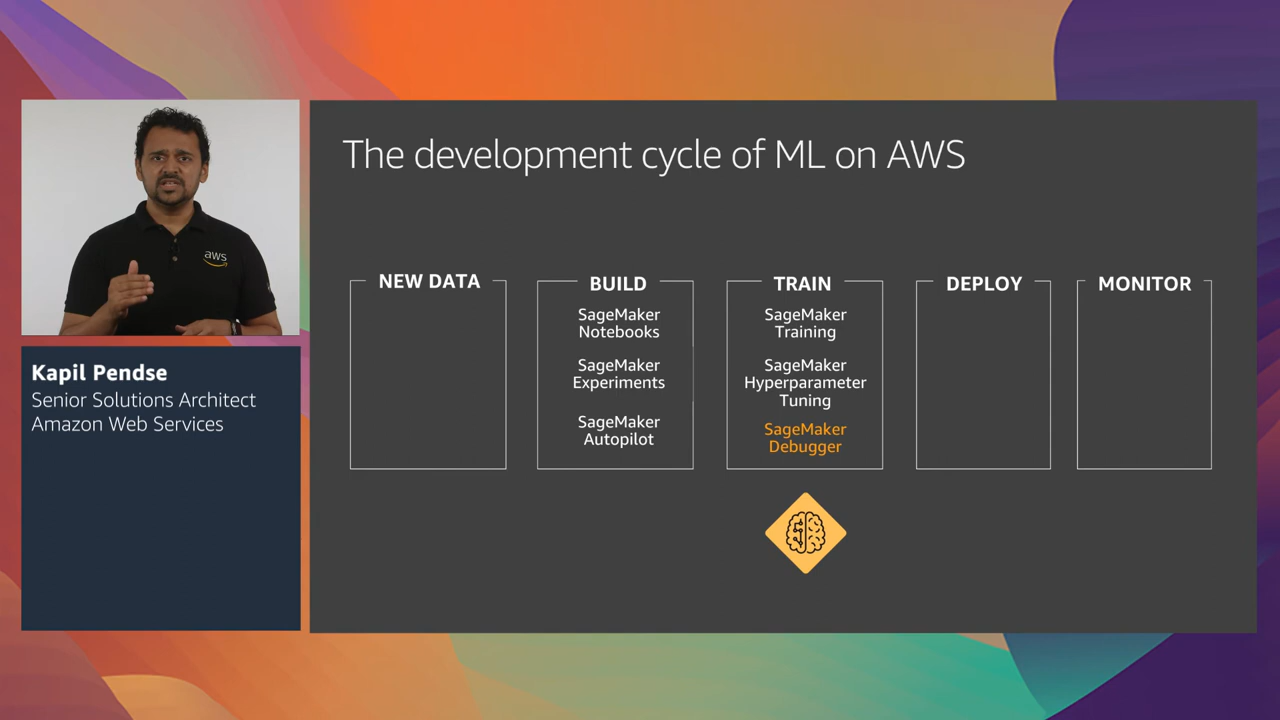 aws
Kapil Pendse
Senior Solutions Architect
Amazon Web Services
The development cycle of ML on AWS
NEW DATA
BUILD
SageMaker
Notebooks
SageMaker
Experiments
SageMaker
Autopilot
TRAIN
SageMaker
Training
SageMaker
Hyperparameter
Tuning
SageMaker
Debugger
DEPLOY
MONITOR